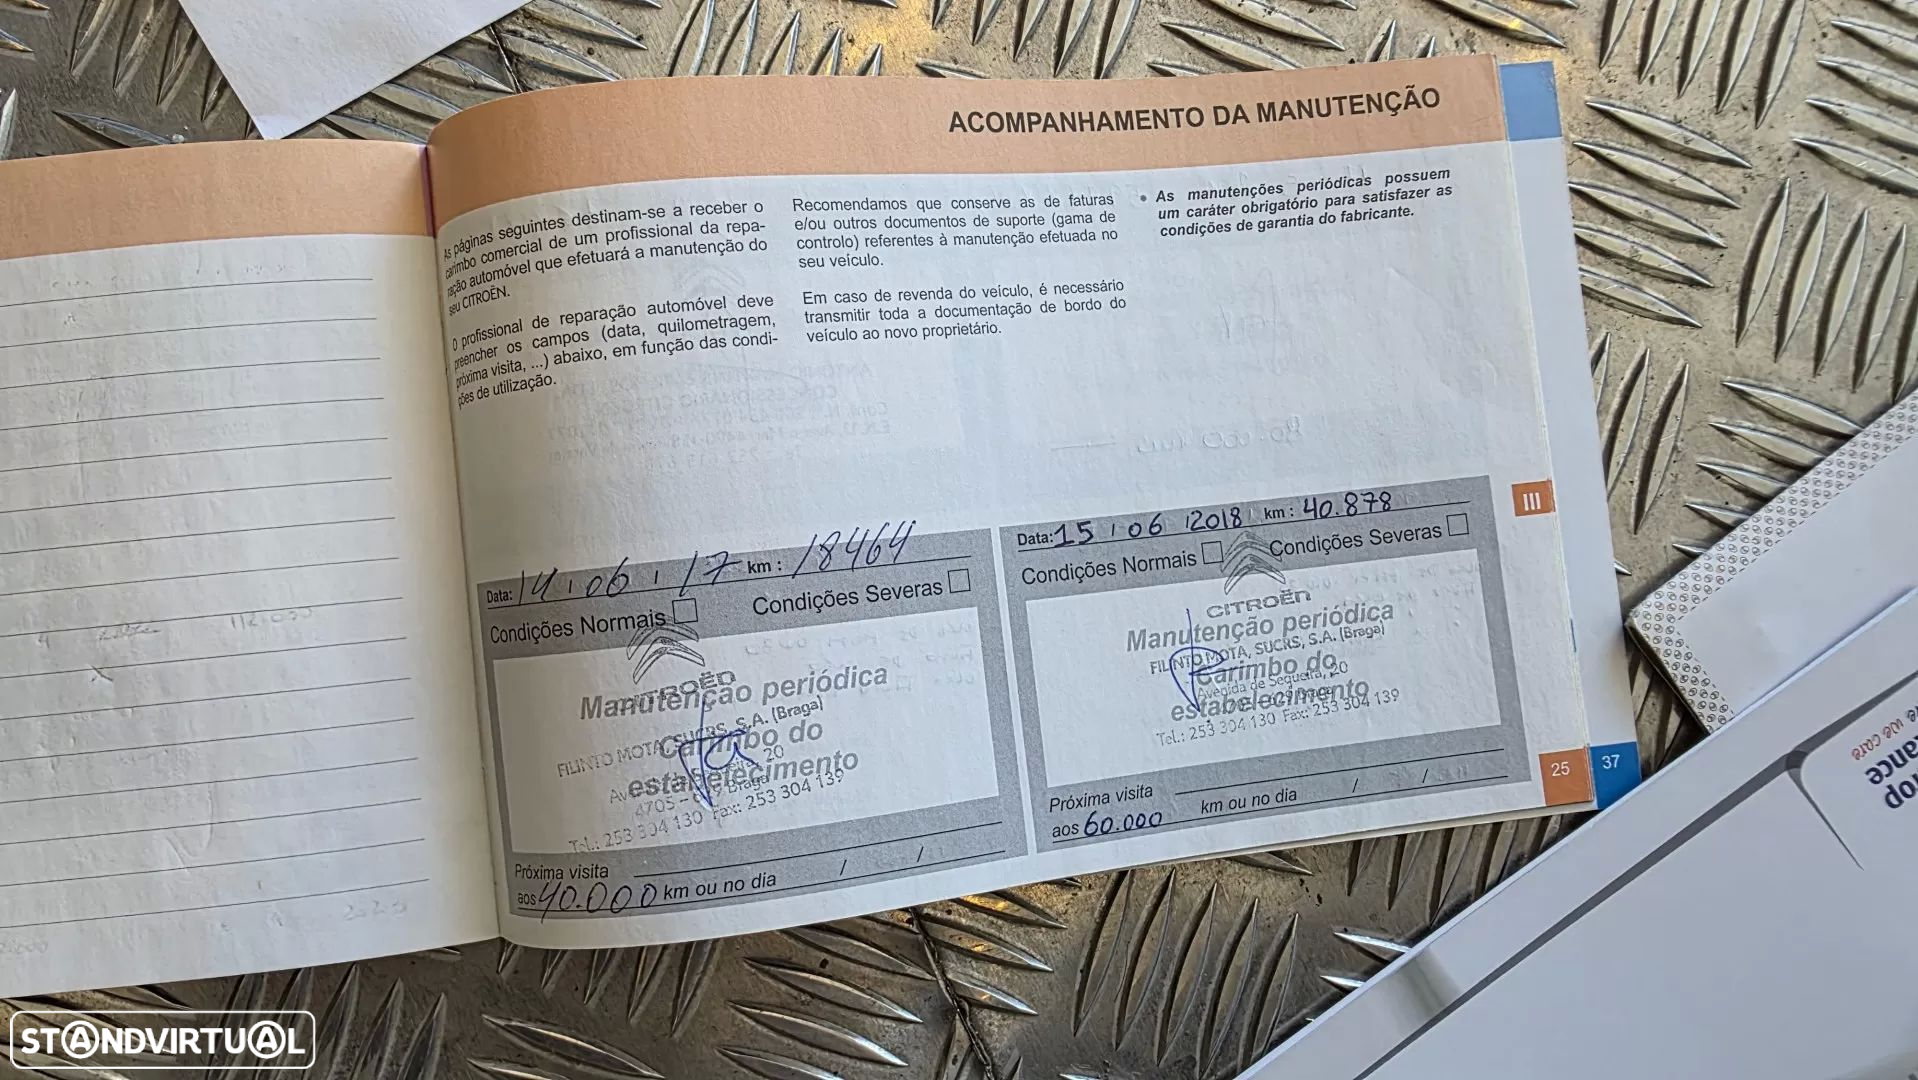 ACOMPANHAMENTO DA MANUTENÇÃO
As páginas seguintes destinam-se a receber o
carimbo comercial de um profissional da repa-
ração automóvel que efetuará a manutenção do
seu CITROËN.
O profissional de reparação automóvel deve
preencher os campos (data, quilometragem,
próxima visita, ...) abaixo, em função das condi-
ções de utilização.
Recomendamos que conserve as de faturas
e/ou outros documentos de suporte (gama de
controlo) referentes à manutenção efetuada no
seu veículo.
Em caso de revenda do veículo, é necessário
transmitir toda a documentação de bordo do
veículo ao novo proprietário.
• As manutenções periódicas possuem
um caráter obrigatório para satisfazer as
condições de garantia do fabricante.
III
Data: 14 / 06 / 17 km : 18464
Condições Normais Condições Severas
CITROËN
Manutenção periódica
FILINTO MOTA, SUCRS, S.A. (Braga)
Carimbo do
20
estabelecimento
Braga
Tel.: 253 304 130 Fax: 253 304 139
Próxima visita
aos 40.000 km ou no dia / /
Data: 15 / 06 / 2018 km : 40.878
Condições Normais Condições Severas
CITROËN
Manutenção periódica
FILINTO MOTA, SUCRS, S.A. (Braga)
Carimbo do
Avenida de Sequeira, 20
estabelecimento
Tel.: 253 304 130 Fax: 253 304 139
Próxima visita
aos 60.000 km ou no dia / /
25
37
we care
STANDVIRTUAL